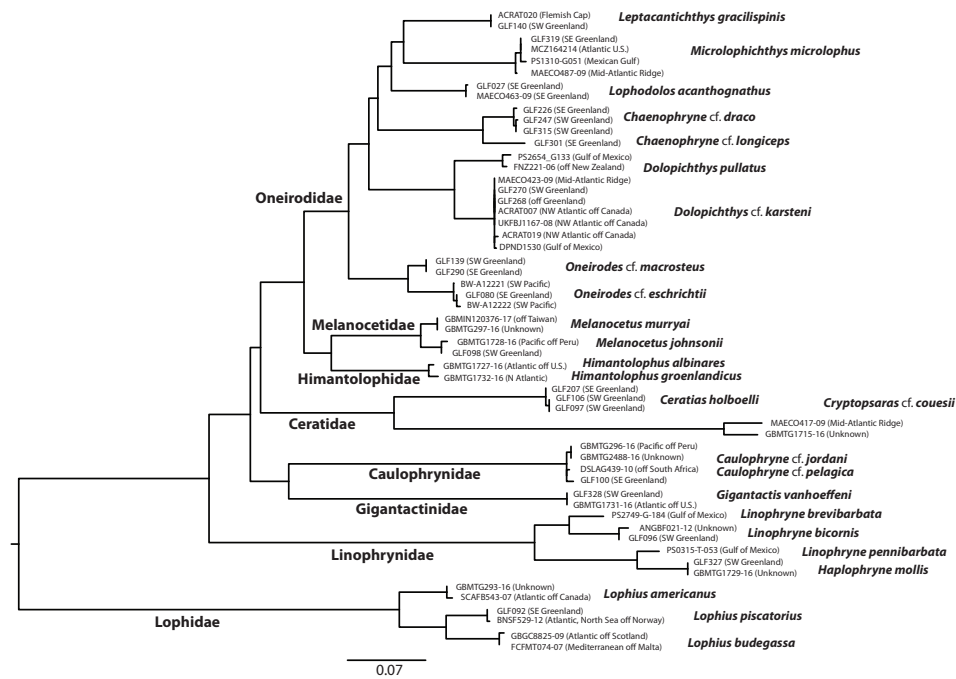 ACRAT020 (Flemish Cap)
GLF140 (SW Greenland)
Leptacantichthys gracilispinis
GLF319 (SE Greenland)
MCZ164214 (Atlantic U.S.)
PS1310-G051 (Mexican Gulf)
MAECO487-09 (Mid-Atlantic Ridge)
Microlophichthys microlophus
GLF027 (SE Greenland)
MAECO463-09 (SE Greenland)
Lophodolos acanthognathus
GLF226 (SE Greenland)
GLF247 (SW Greenland)
GLF315 (SW Greenland)
Chaenophryne cf. draco
GLF301 (SE Greenland)
Chaenophryne cf. longiceps
PS2654_G133 (Gulf of Mexico)
FNZ221-06 (off New Zealand)
Dolopichthys pullatus
MAECO423-09 (Mid-Atlantic Ridge)
GLF270 (SW Greenland)
GLF268 (off Greenland)
ACRAT007 (NW Atlantic off Canada)
UKFBJ1167-08 (NW Atlantic off Canada)
ACRAT019 (NW Atlantic off Canada)
DPND1530 (Gulf of Mexico)
Dolopichthys cf. karsteni
Oneirodidae
GLF139 (SW Greenland)
GLF290 (SE Greenland)
Oneirodes cf. macrosteus
BW-A12221 (SW Pacific)
GLF080 (SE Greenland)
BW-A12222 (SW Pacific)
Oneirodes cf. eschrichtii
Melanocetidae
GBMIN120376-17 (off Taiwan)
GBMTG297-16 (Unknown)
Melanocetus murryai
GBMTG1728-16 (Pacific off Peru)
GLF098 (SW Greenland)
Melanocetus johnsonii
Himantolophidae
GBMTG1727-16 (Atlantic off U.S.)
Himantolophus albinares
GBMTG1732-16 (N Atlantic)
Himantolophus groenlandicus
Ceratidae
GLF207 (SE Greenland)
GLF106 (SW Greenland)
GLF097 (SW Greenland)
Ceratias holboelli
Cryptopsaras cf. couesii
MAECO417-09 (Mid-Atlantic Ridge)
GBMTG1715-16 (Unknown)
Caulophrynidae
GBMTG296-16 (Pacific off Peru)
GBMTG2488-16 (Unknown)
DSLAG439-10 (off South Africa)
GLF100 (SE Greenland)
Caulophryne cf. jordani
Caulophryne cf. pelagica
Gigantactinidae
GLF328 (SW Greenland)
GBMTG1731-16 (Atlantic off U.S.)
Gigantactis vanhoeffeni
Linophrynidae
PS2749-G-184 (Gulf of Mexico)
Linophryne brevibarbata
ANGBF021-12 (Unknown)
GLF096 (SW Greenland)
Linophryne bicornis
PS0315-T-053 (Gulf of Mexico)
Linophryne pennibarbata
GLF327 (SW Greenland)
GBMTG1729-16 (Unknown)
Haplophryne mollis
Lophidae
GBMTG293-16 (Unknown)
SCAFB543-07 (Atlantic off Canada)
Lophius americanus
GLF092 (SE Greenland)
BNSF529-12 (Atlantic, North Sea off Norway)
Lophius piscatorius
GBGC8825-09 (Atlantic off Scotland)
FCFMT074-07 (Mediterranean off Malta)
Lophius budegassa
0.07